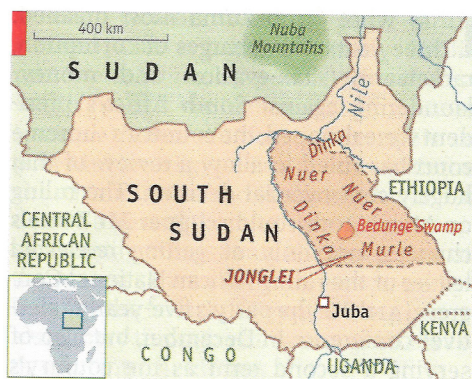 400 km
Nuba
Mountains
SUDAN
Nile
Dinka
Nuer
Nuer
ETHIOPIA
SOUTH
SUDAN
Dinka
Bedunge Swamp
Murle
CENTRAL
AFRICAN
REPUBLIC
JONGLEI
Juba
KENYA
CONGO
UGANDA